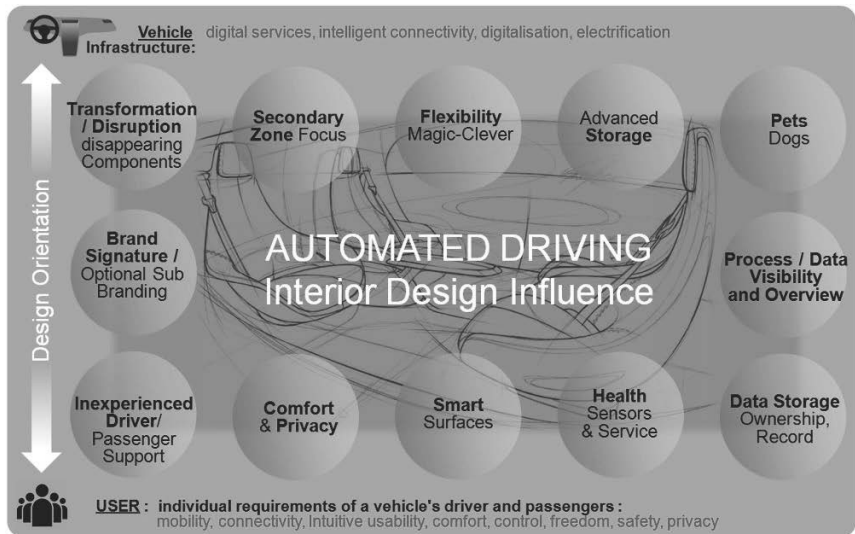 Vehicle digital services, intelligent connectivity, digitalisation, electrification
Infrastructure:
Transformation
/ Disruption
disappearing
Components
Secondary
Zone Focus
Flexibility
Magic-Clever
Advanced
Storage
Pets
Dogs
Design Orientation
Brand
Signature /
Optional Sub
Branding
AUTOMATED DRIVING
Interior Design Influence
Process / Data
Visibility
and Overview
Inexperienced
Driver/
Passenger
Support
Comfort
& Privacy
Smart
Surfaces
Health
Sensors
& Service
Data Storage
Ownership,
Record
USER : individual requirements of a vehicle's driver and passengers :
mobility, connectivity, Intuitive usability, comfort, control, freedom, safety, privacy